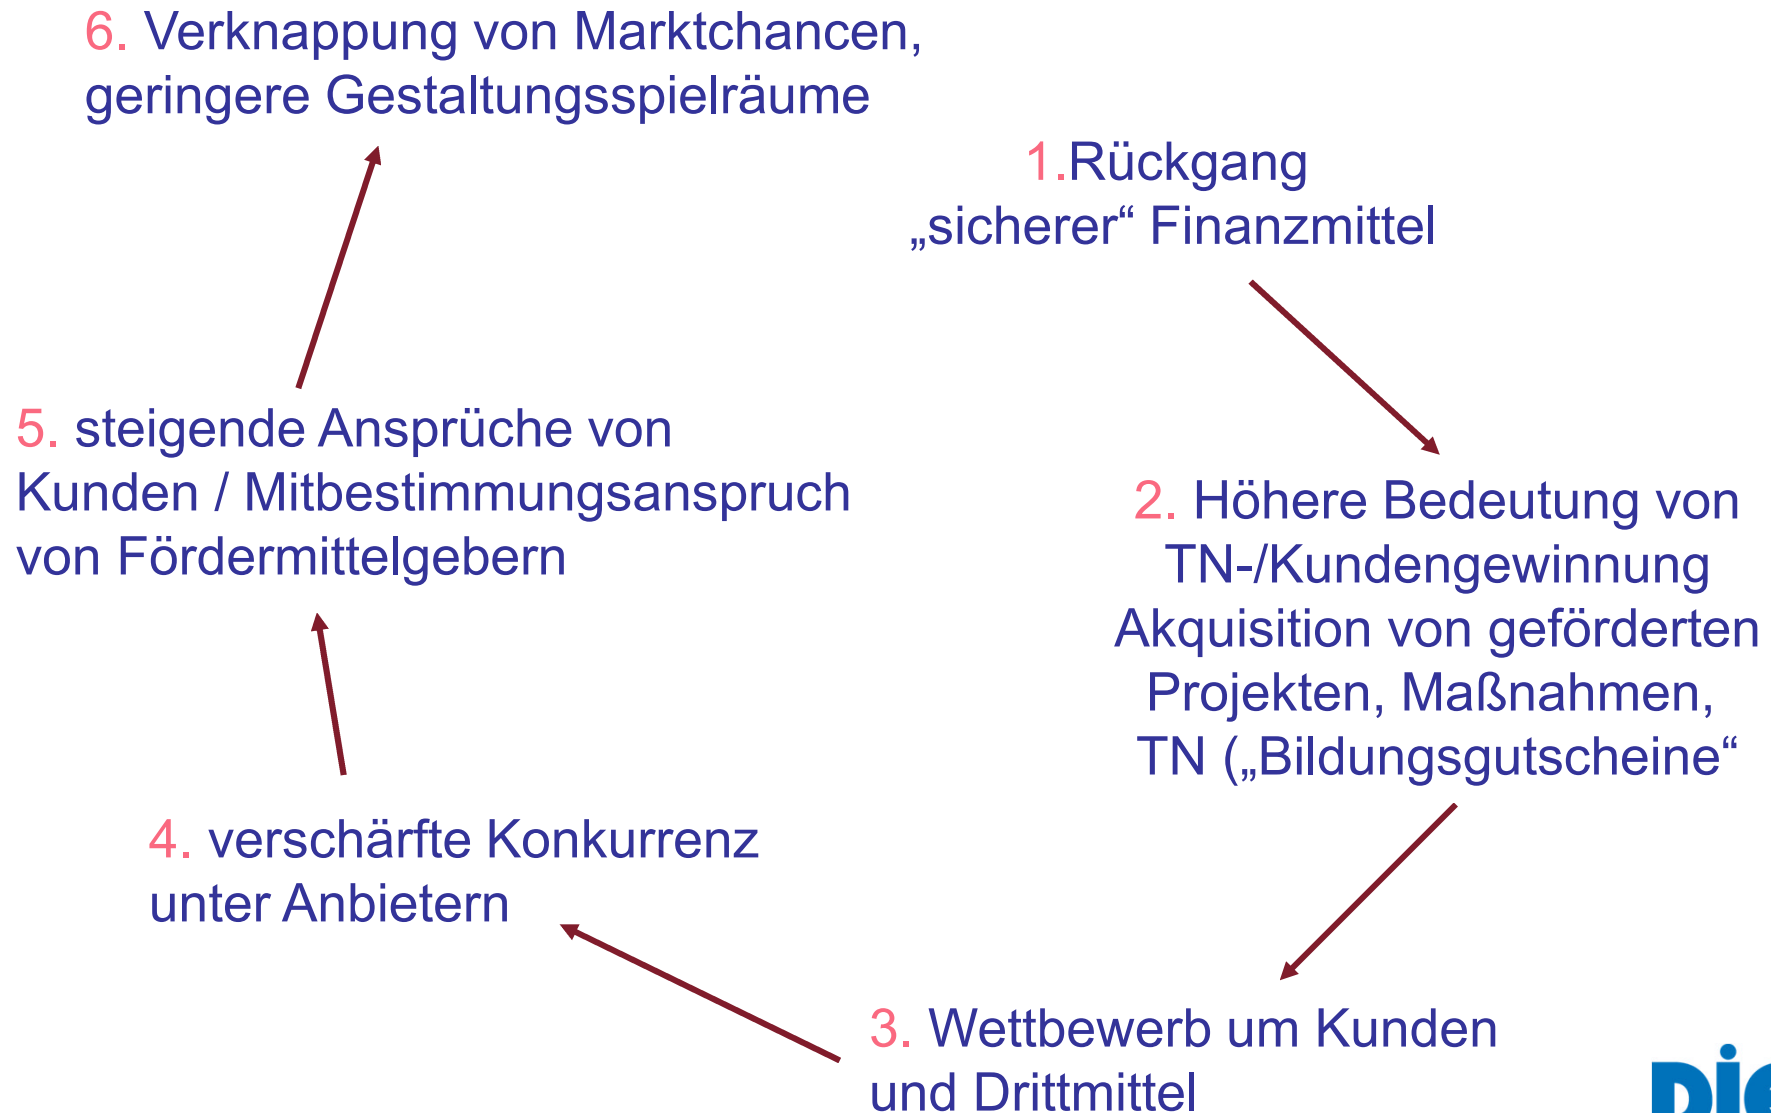 6. Verknappung von Marktchancen,
geringere Gestaltungsspielräume
1.Rückgang
„sicherer“ Finanzmittel
5. steigende Ansprüche von
Kunden / Mitbestimmungsanspruch
von Fördermittelgebern
2. Höhere Bedeutung von
TN-/Kundengewinnung
Akquisition von geförderten
Projekten, Maßnahmen,
TN („Bildungsgutscheine“
4. verschärfte Konkurrenz
unter Anbietern
3. Wettbewerb um Kunden
und Drittmittel